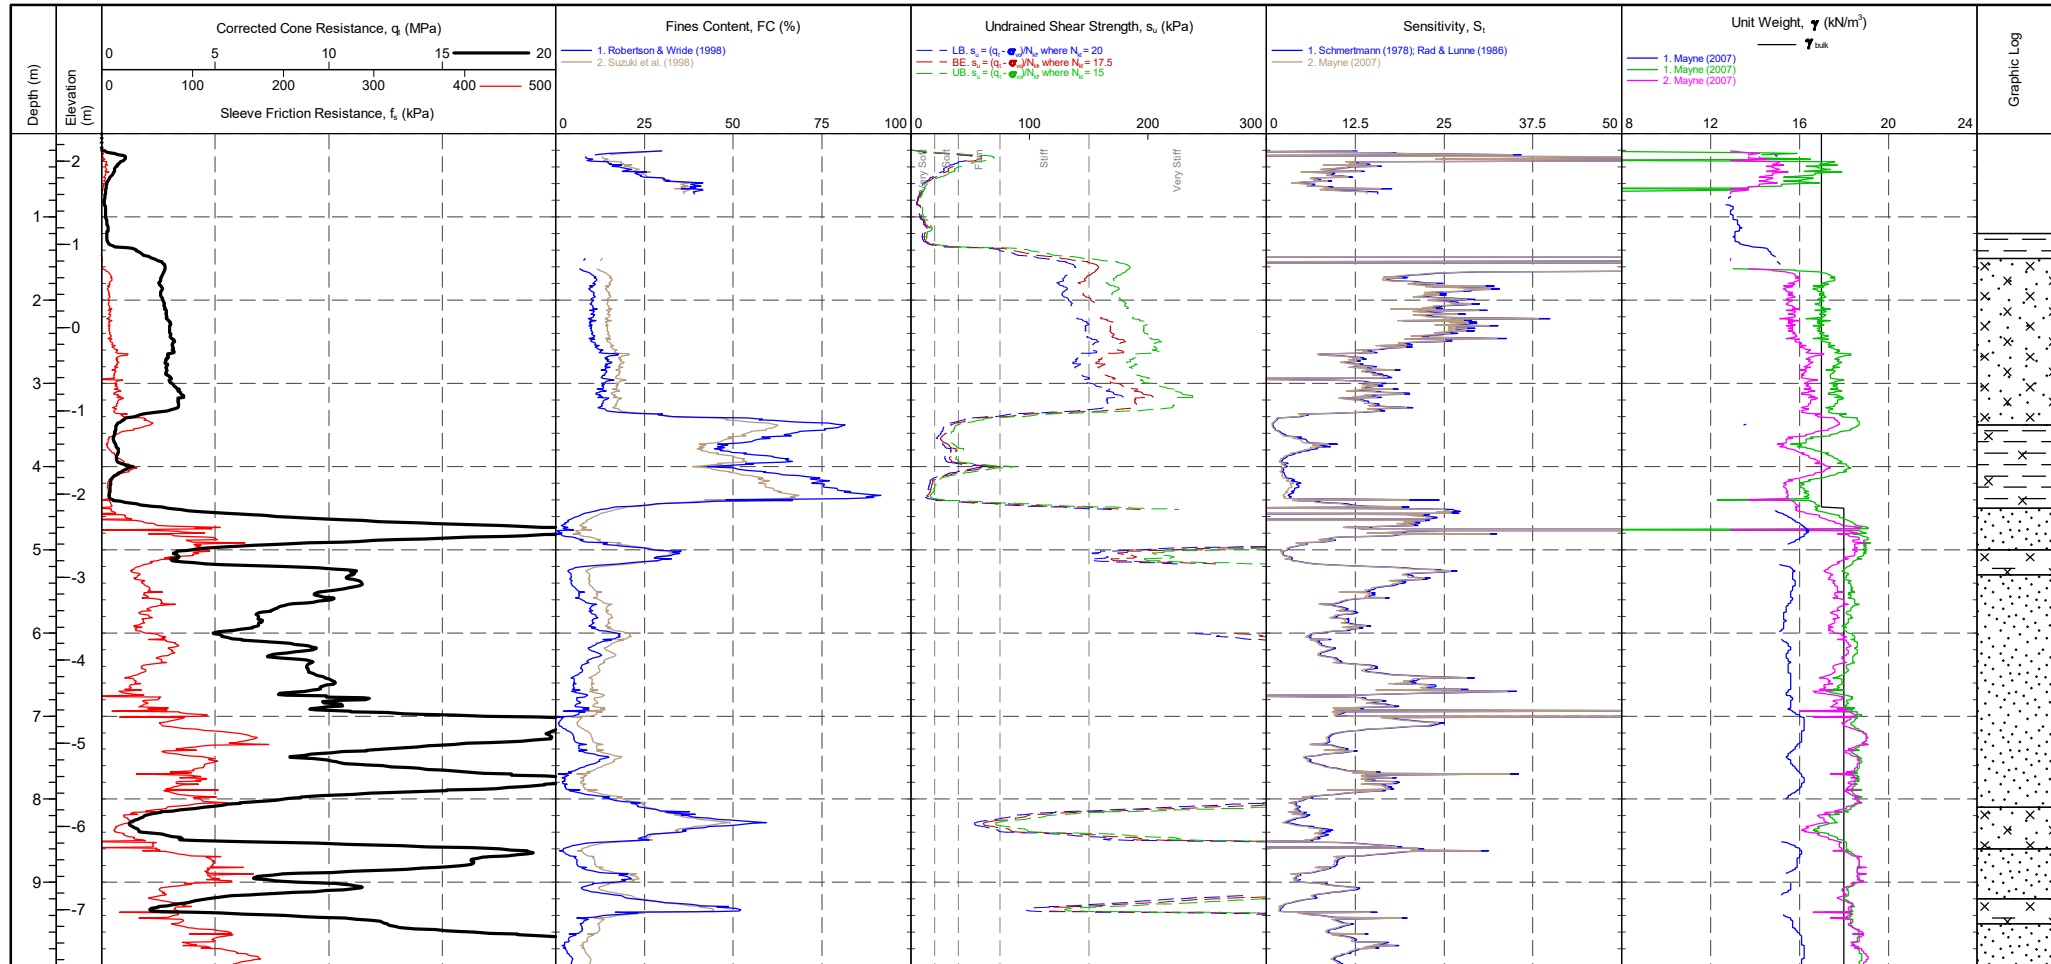 Depth (m)
Elevation (m)
Corrected Cone Resistance, qt (MPa)
0 5 10 15 20
0 100 200 300 400 500
Sleeve Friction Resistance, fs (kPa)
Fines Content, FC (%)
1. Robertson & Wride (1998)
2. Suzuki et al. (1998)
0 25 50 75 100
Undrained Shear Strength, su (kPa)
LB. su = (qt - σvo)/Nkt where Nkt = 20
BE. su = (qt - σvo)/Nkt where Nkt = 17.5
UB. su = (qt - σvo)/Nkt where Nkt = 15
0 100 200 300
Very Soft
Soft
Firm
Stiff
Very Stiff
Sensitivity, St
1. Schmertmann (1978); Rad & Lunne (1986)
2. Mayne (2007)
0 12.5 25 37.5 50
Unit Weight, γ (kN/m3)
γbulk
1. Mayne (2007)
1. Mayne (2007)
2. Mayne (2007)
8 12 16 20 24
Graphic Log
1
2
3
4
5
6
7
8
9
2
1
0
-1
-2
-3
-4
-5
-6
-7